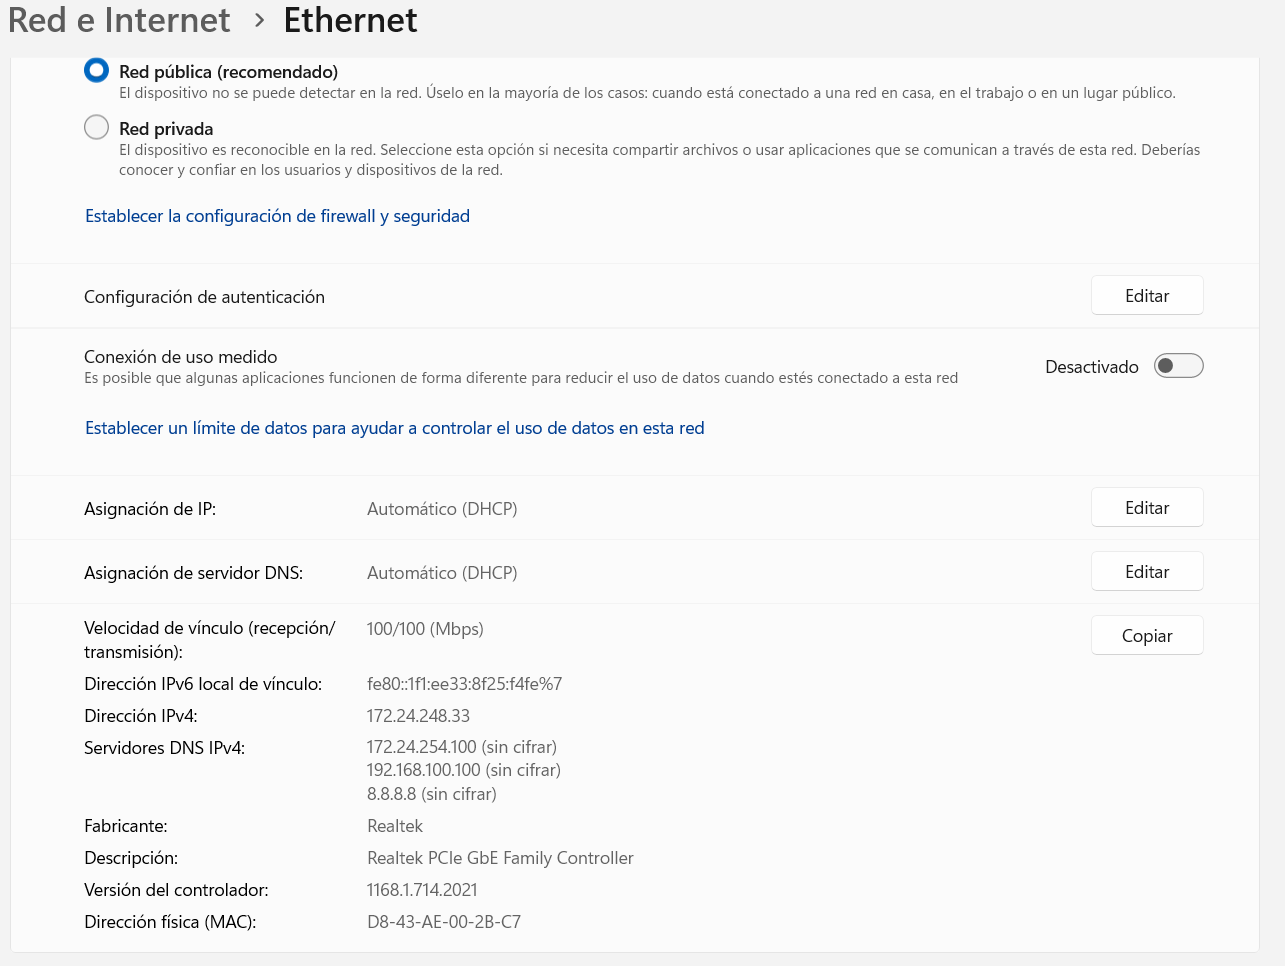 Red e Internet > Ethernet
Red pública (recomendado)
El dispositivo no se puede detectar en la red. Úselo en la mayoría de los casos: cuando está conectado a una red en casa, en el trabajo o en un lugar público.
Red privada
El dispositivo es reconocible en la red. Seleccione esta opción si necesita compartir archivos o usar aplicaciones que se comunican a través de esta red. Deberías
conocer y confiar en los usuarios y dispositivos de la red.
Establecer la configuración de firewall y seguridad
Configuración de autenticación
Editar
Conexión de uso medido
Es posible que algunas aplicaciones funcionen de forma diferente para reducir el uso de datos cuando estés conectado a esta red
Desactivado
Establecer un límite de datos para ayudar a controlar el uso de datos en esta red
Asignación de IP: Automático (DHCP) Editar
Asignación de servidor DNS: Automático (DHCP) Editar
Velocidad de vínculo (recepción/ 100/100 (Mbps) Copiar
transmisión):
Dirección IPv6 local de vínculo: fe80::1f1:ee33:8f25:f4fe%7
Dirección IPv4: 172.24.248.33
Servidores DNS IPv4: 172.24.254.100 (sin cifrar)
192.168.100.100 (sin cifrar)
8.8.8.8 (sin cifrar)
Fabricante: Realtek
Descripción: Realtek PCIe GbE Family Controller
Versión del controlador: 1168.1.714.2021
Dirección física (MAC): D8-43-AE-00-2B-C7